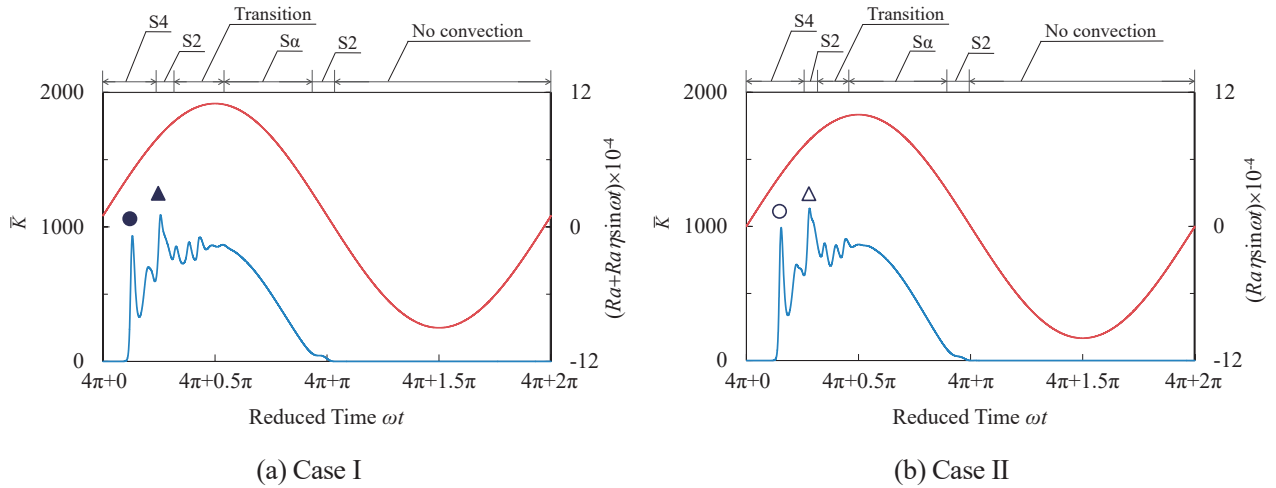 S4
S2
Transition
Sα
S2
No convection
2000
1000
0
K̅
12
0
-12
(Ra+Raηsinωt)×10⁻⁴
4π+0
4π+0.5π
4π+π
4π+1.5π
4π+2π
Reduced Time ωt
(a) Case I
S4
S2
Transition
Sα
S2
No convection
2000
1000
0
K̅
12
0
-12
(Raηsinωt)×10⁻⁴
4π+0
4π+0.5π
4π+π
4π+1.5π
4π+2π
Reduced Time ωt
(b) Case II